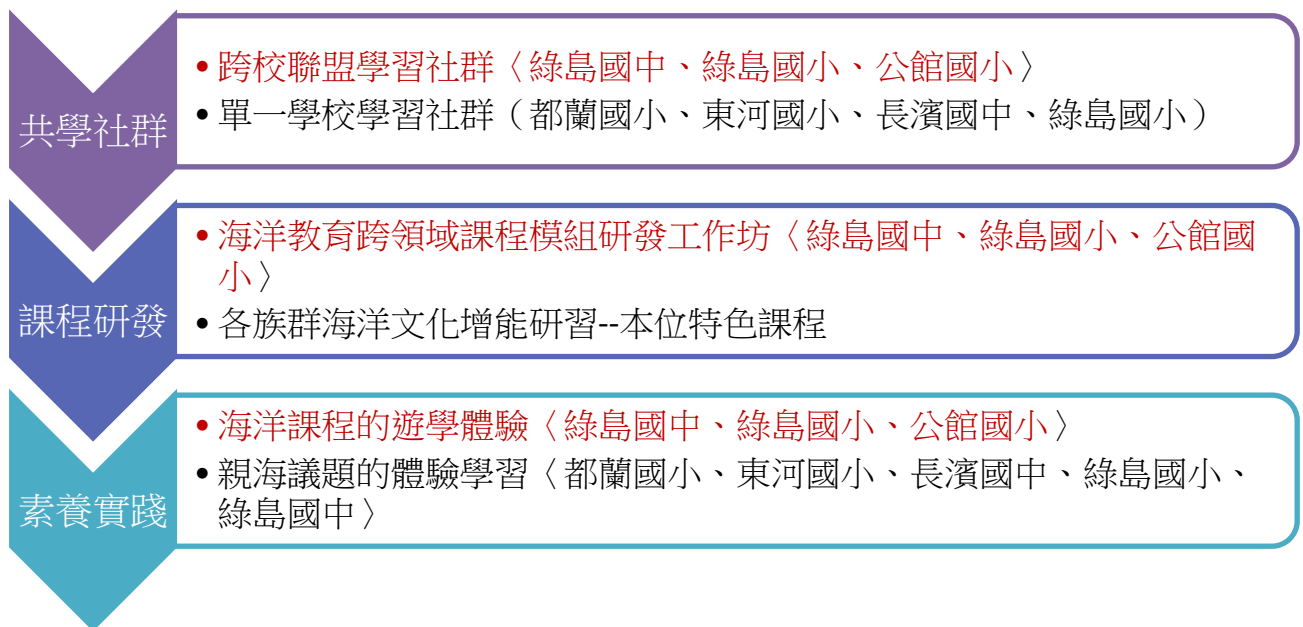 共學社群
•跨校聯盟學習社群〈綠島國中、綠島國小、公館國小〉
•單一學校學習社群（都蘭國小、東河國小、長濱國中、綠島國小）
課程研發
•海洋教育跨領域課程模組研發工作坊〈綠島國中、綠島國小、公館國
小〉
•各族群海洋文化增能研習--本位特色課程
素養實踐
•海洋課程的遊學體驗〈綠島國中、綠島國小、公館國小〉
•親海議題的體驗學習〈都蘭國小、東河國小、長濱國中、綠島國小、
綠島國中〉